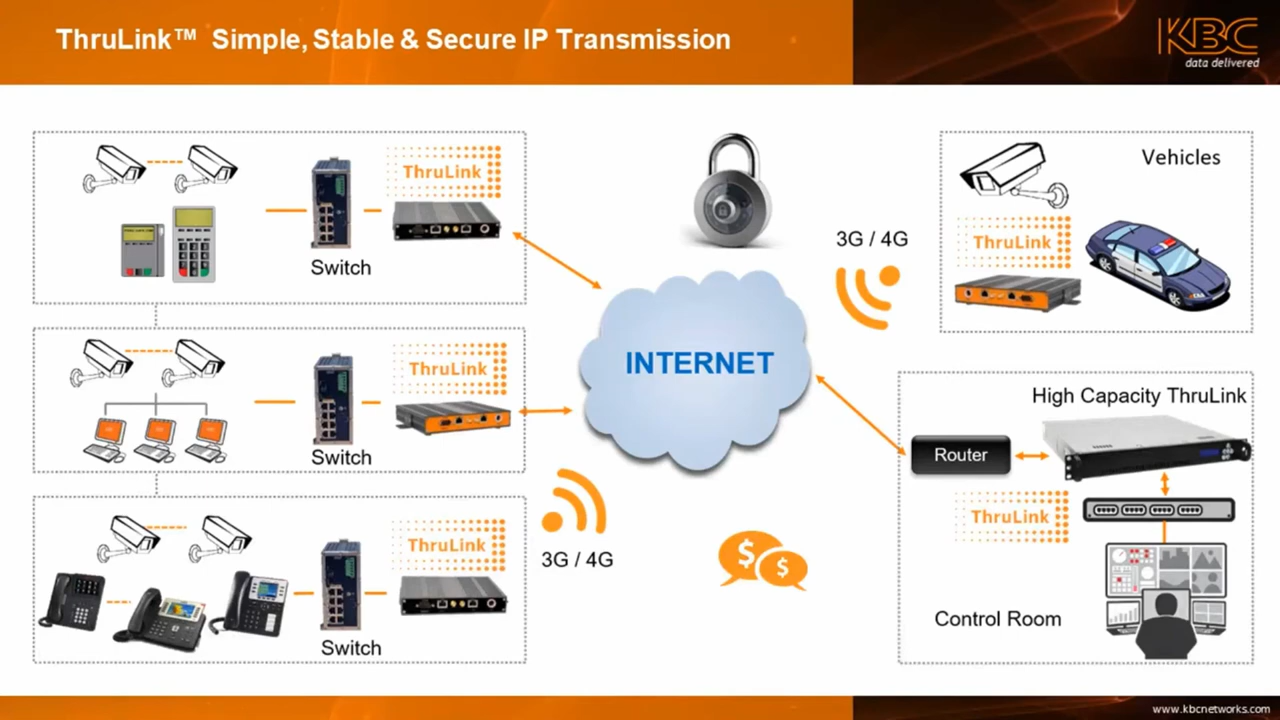 ThruLink™ Simple, Stable & Secure IP Transmission
KBC
data delivered
ThruLink
Switch
ThruLink
Switch
ThruLink
Switch
3G / 4G
INTERNET
3G / 4G
Vehicles
ThruLink
High Capacity ThruLink
Router
ThruLink
Control Room
$
$
www.kbcnetworks.com